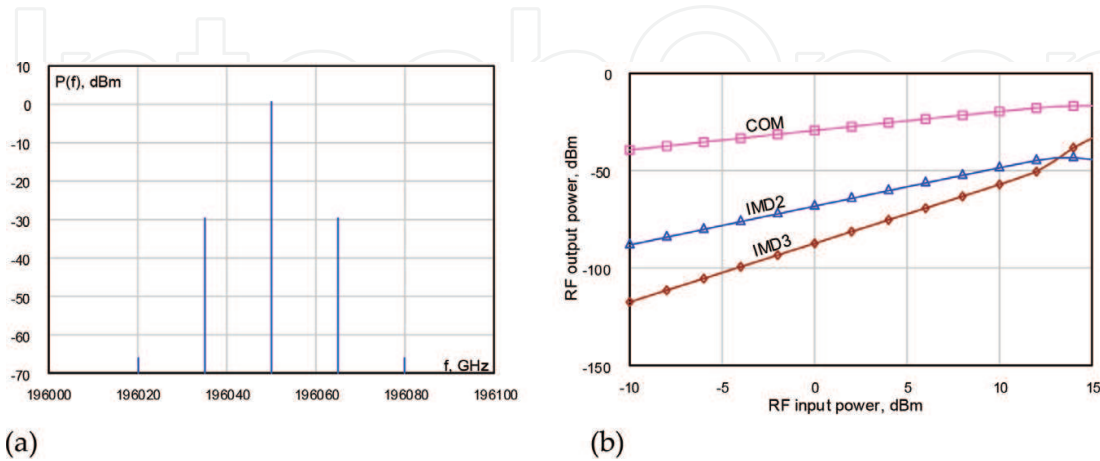 IntechOpen
10
0
-10
-20
-30
-40
-50
-60
-70
P(f), dBm
f, GHz
196000 196020 196040 196060 196080 196100
(a)
0
-50
-100
-150
RF output power, dBm
COM
IMD2
IMD3
-10 -5 0 5 10 15
RF input power, dBm
(b)